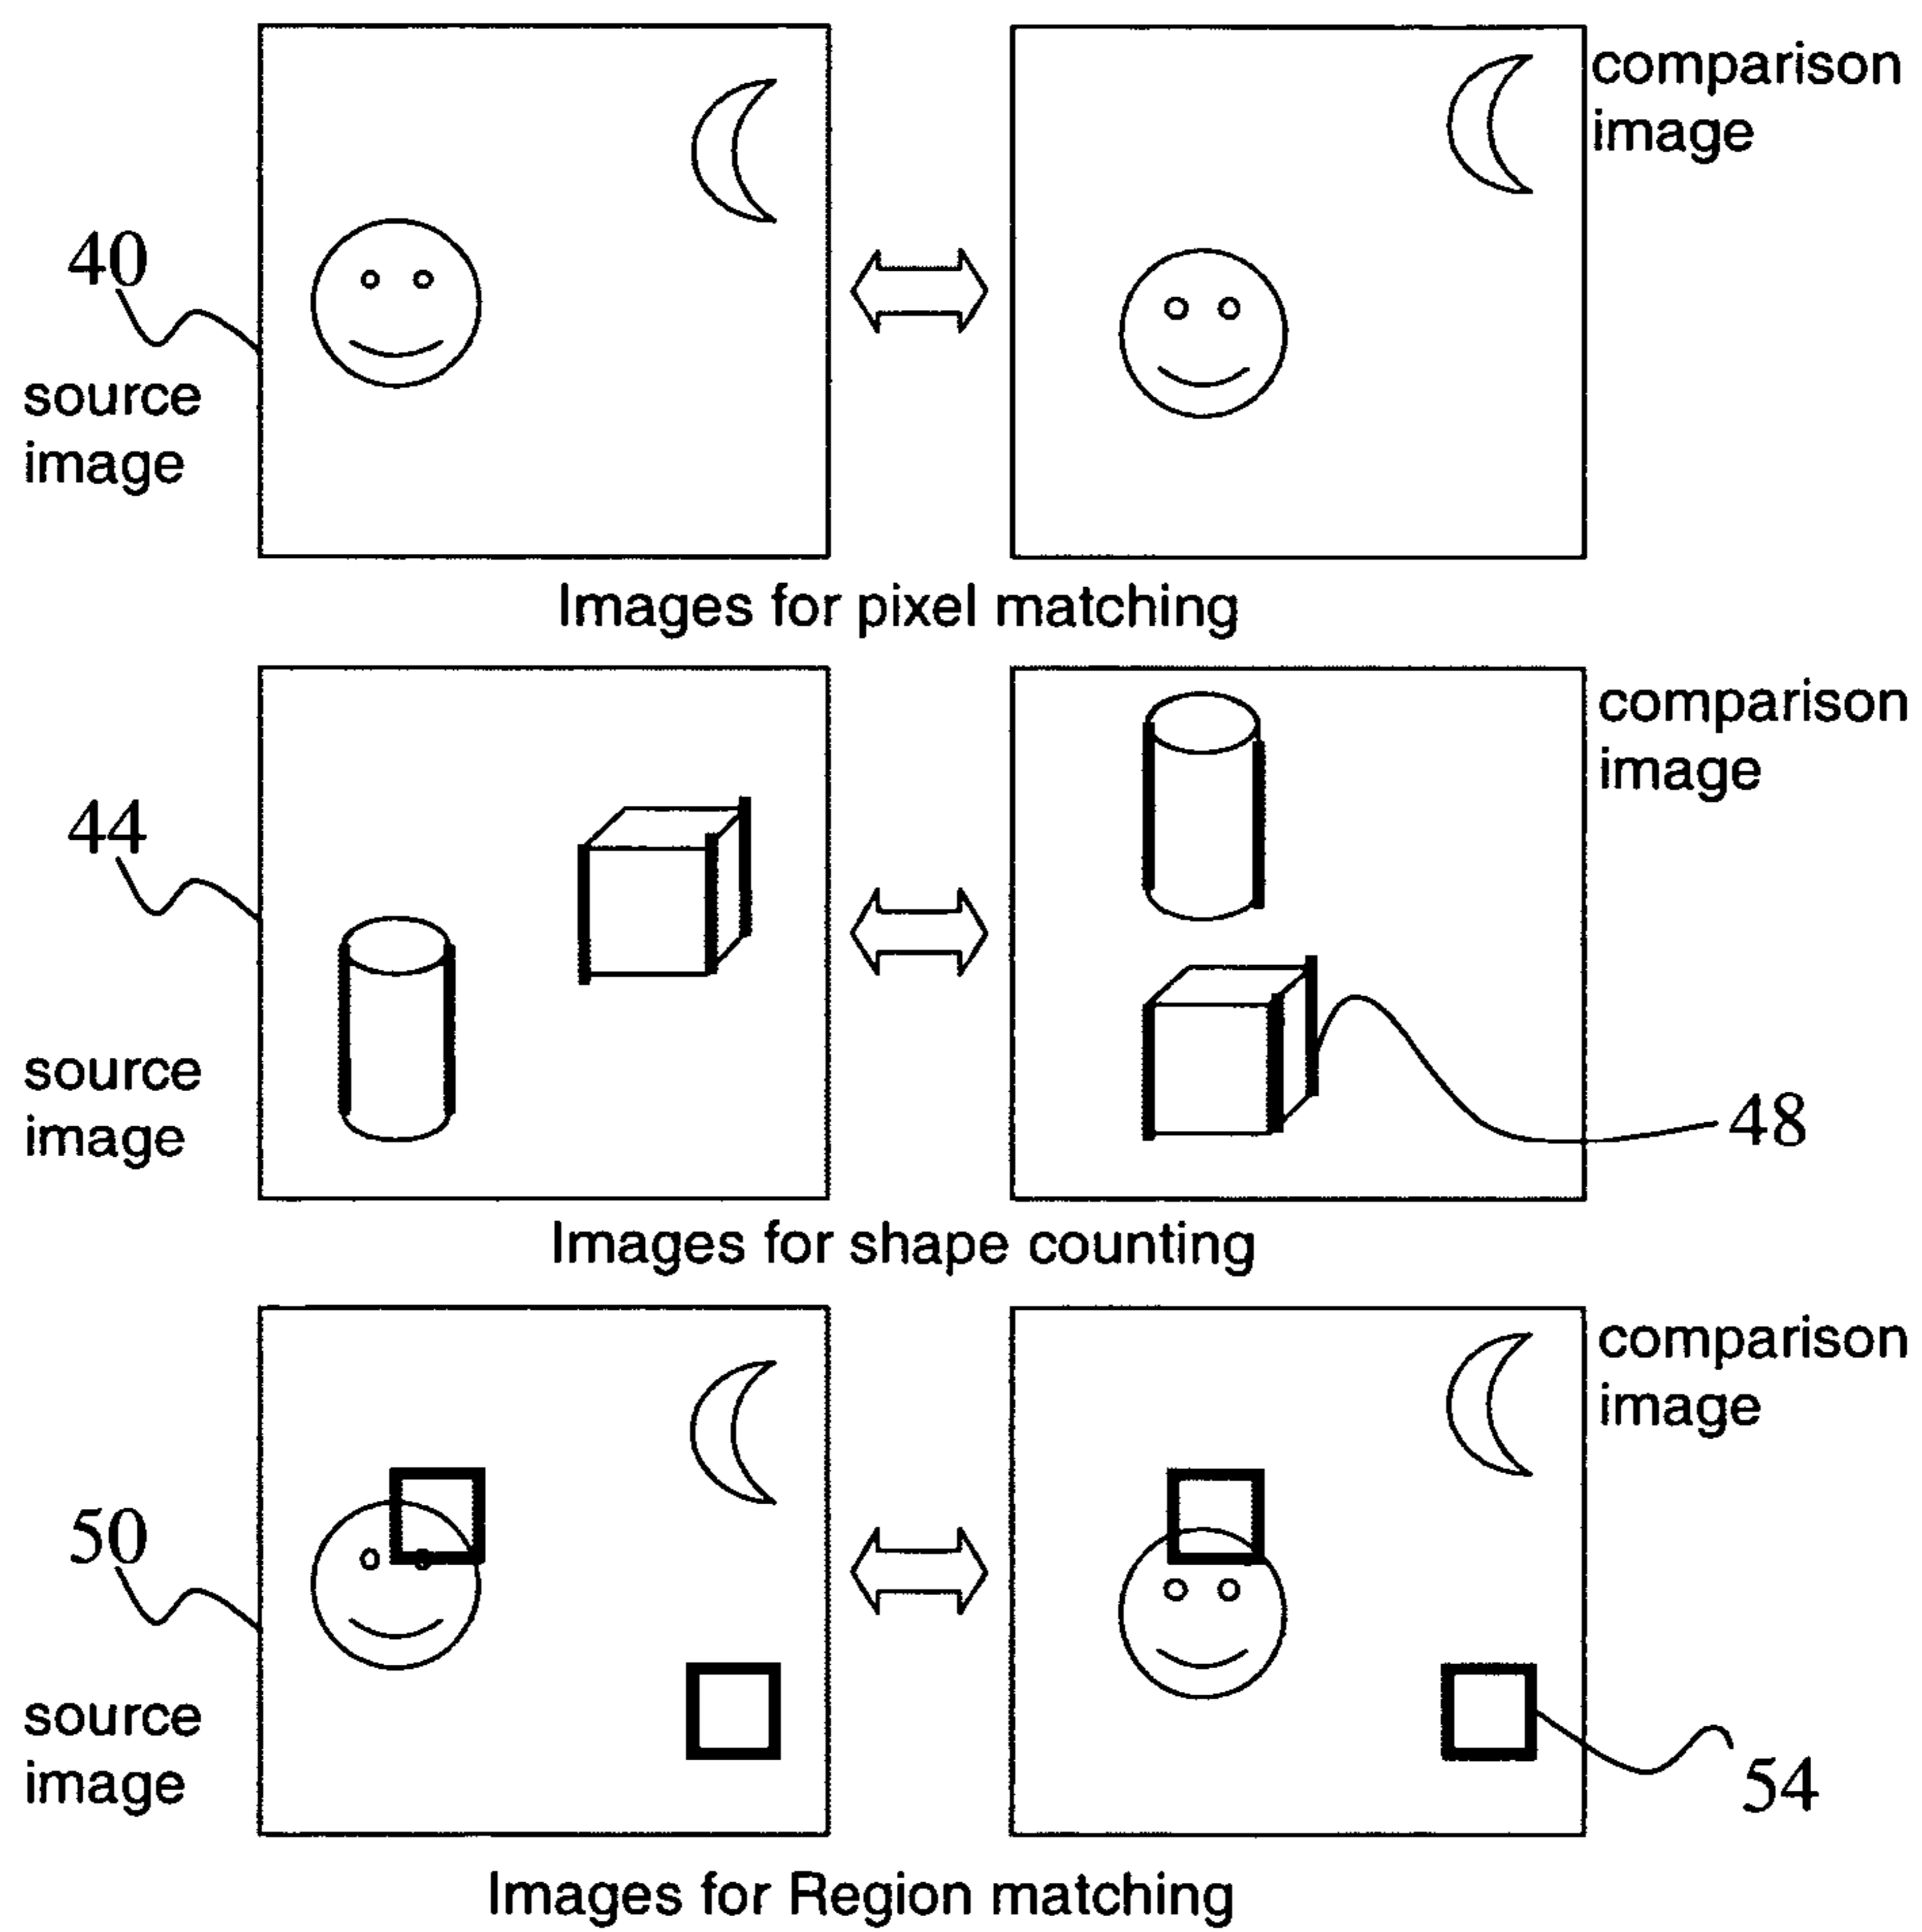 comparison
image
40
source
image
Images for pixel matching
comparison
image
44
source
image
48
Images for shape counting
comparison
image
50
source
image
54
Images for Region matching